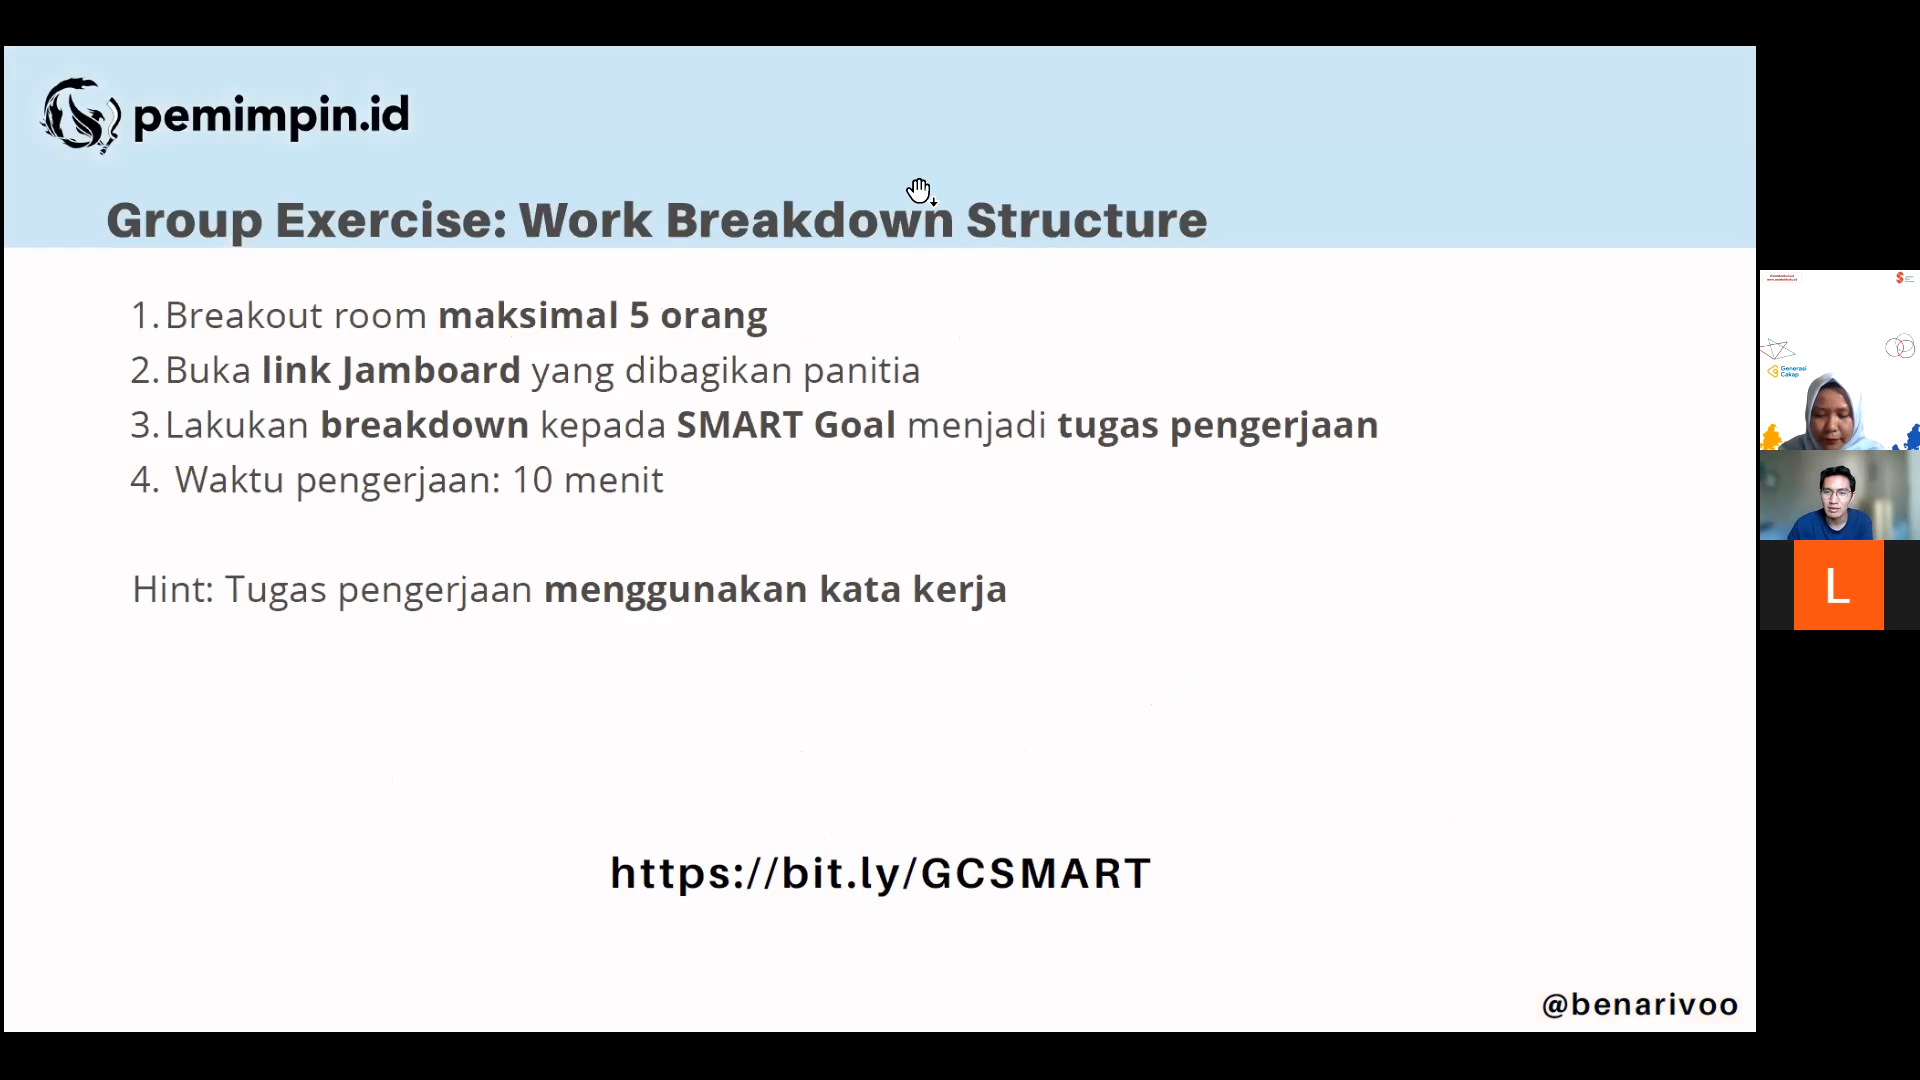 pemimpin.id
Group Exercise: Work Breakdown Structure
1. Breakout room maksimal 5 orang
2. Buka link Jamboard yang dibagikan panitia
3. Lakukan breakdown kepada SMART Goal menjadi tugas pengerjaan
4. Waktu pengerjaan: 10 menit
Hint: Tugas pengerjaan menggunakan kata kerja
https://bit.ly/GCSMART
@benarivoo
Generasi
Cakap
L